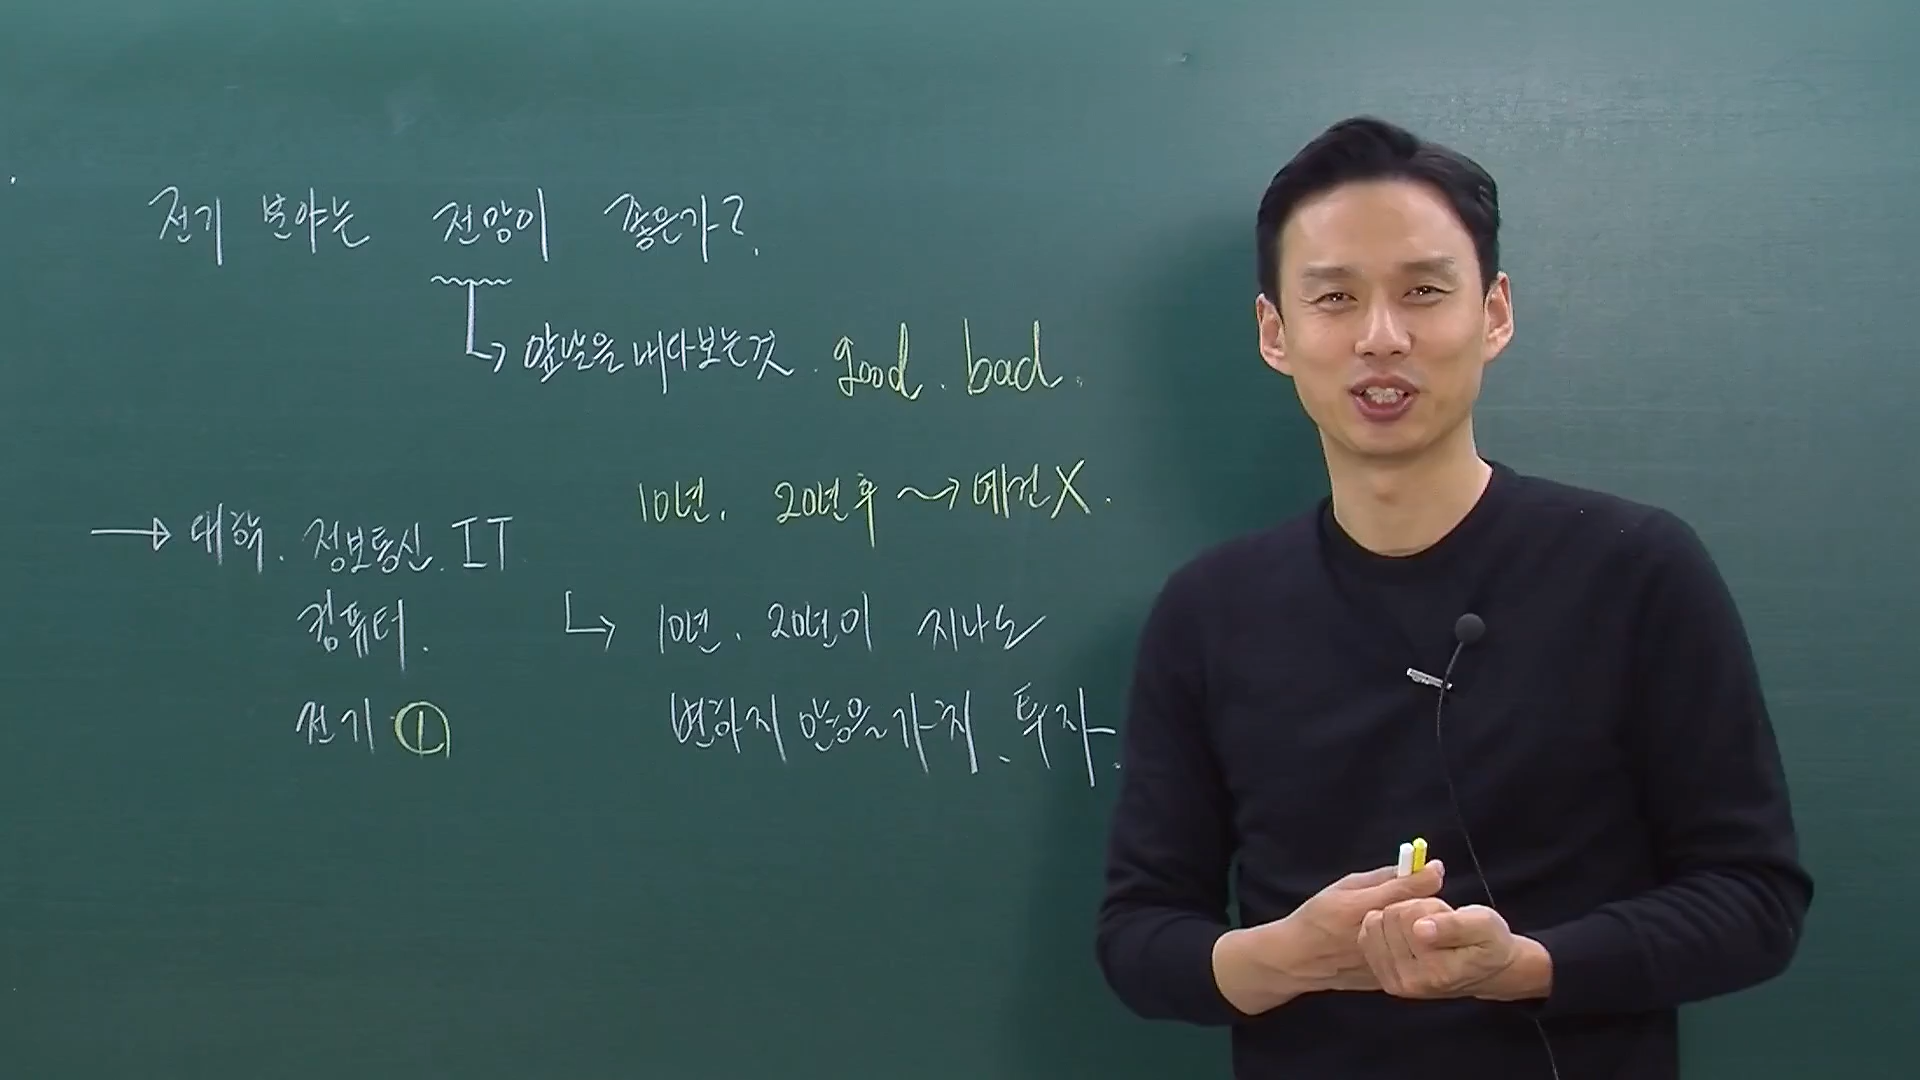 전기 분야는 전망이 좋은가?
앞날을 내다보는것. good. bad.
10년. 20년후 ~> 예견X.
→ 대학. 정보통신. IT
컴퓨터.
전기 ①
10년. 20년이 지나도
변하지 않을 가치. 투자.